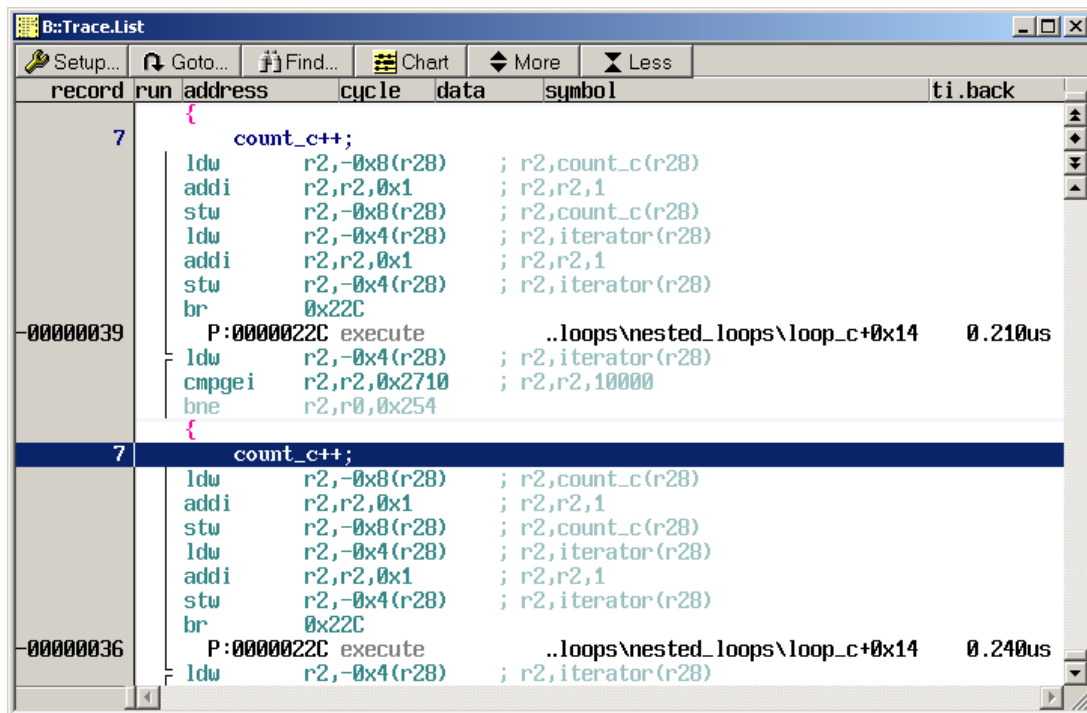 B::Trace.List
Setup... Goto... Find... Chart More Less
record run address cycle data symbol ti.back
{
7 count_c++;
ldw r2,-0x8(r28) ; r2,count_c(r28)
addi r2,r2,0x1 ; r2,r2,1
stw r2,-0x8(r28) ; r2,count_c(r28)
ldw r2,-0x4(r28) ; r2,iterator(r28)
addi r2,r2,0x1 ; r2,r2,1
stw r2,-0x4(r28) ; r2,iterator(r28)
br 0x22C
-00000039 P:0000022C execute ..loops\nested_loops\loop_c+0x14 0.210us
ldw r2,-0x4(r28) ; r2,iterator(r28)
cmpgei r2,r2,0x2710 ; r2,r2,10000
bne r2,r0,0x254
{
7 count_c++;
ldw r2,-0x8(r28) ; r2,count_c(r28)
addi r2,r2,0x1 ; r2,r2,1
stw r2,-0x8(r28) ; r2,count_c(r28)
ldw r2,-0x4(r28) ; r2,iterator(r28)
addi r2,r2,0x1 ; r2,r2,1
stw r2,-0x4(r28) ; r2,iterator(r28)
br 0x22C
-00000036 P:0000022C execute ..loops\nested_loops\loop_c+0x14 0.240us
ldw r2,-0x4(r28) ; r2,iterator(r28)